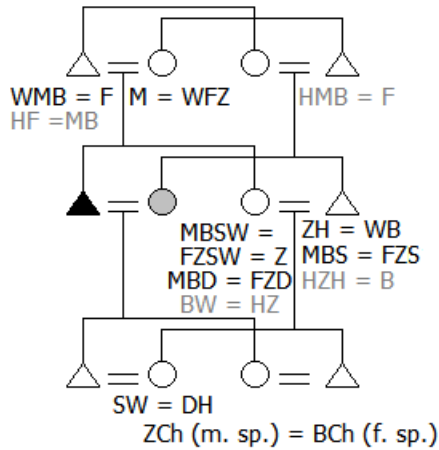 WMB = F M = WFZ
HF =MB
HMB = F
MBSW =
FZSW = Z
MBD = FZD
BW = HZ
ZH = WB
MBS = FZS
HZH = B
SW = DH
ZCh (m. sp.) = BCh (f. sp.)